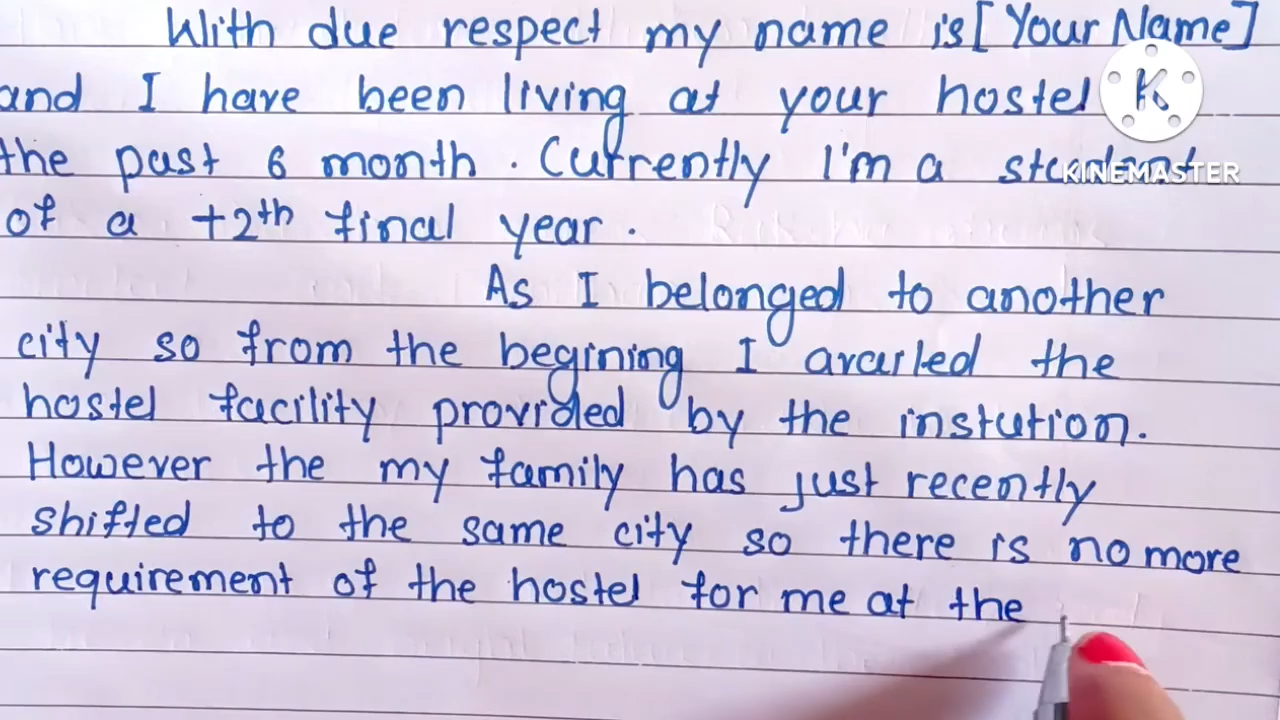 With due respect my name is [Your Name]
and I have been living at your hostel
the past 6 month. Currently I'm a student
of a +2th final year.
As I belonged to another
city so from the begining I availed the
hostel facility provided by the instution.
However the my family has just recently
shifted to the same city so there is no more
requirement of the hostel for me at the
K
KINEMASTER